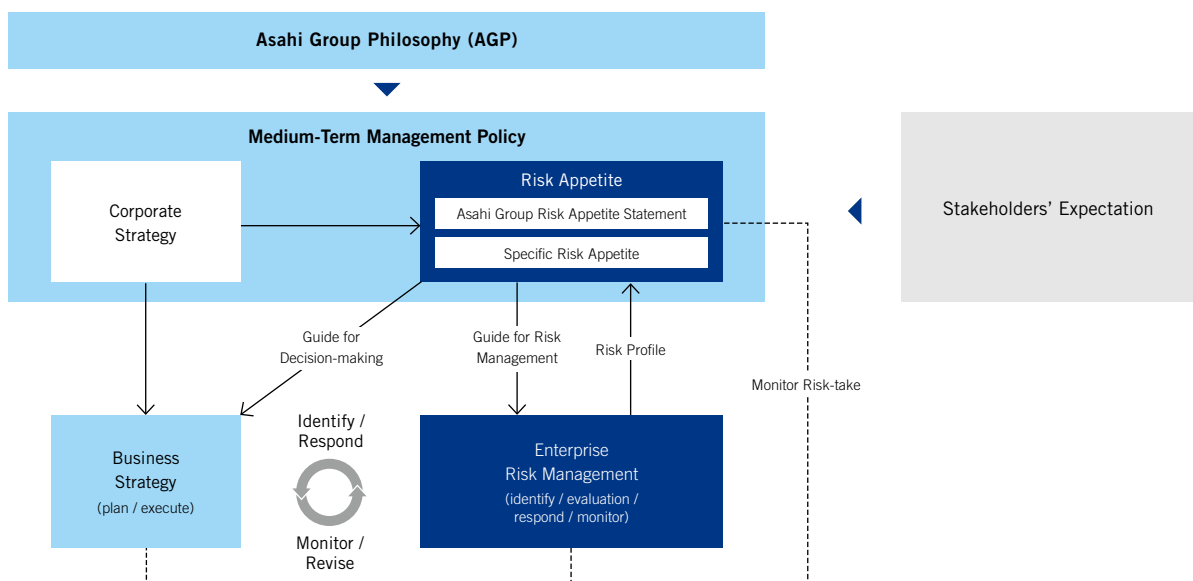 Asahi Group Philosophy (AGP)
Medium-Term Management Policy
Corporate
Strategy
Risk Appetite
Asahi Group Risk Appetite Statement
Specific Risk Appetite
Stakeholders’ Expectation
Guide for
Decision-making
Guide for Risk
Management
Risk Profile
Monitor Risk-take
Business
Strategy
(plan / execute)
Identify /
Respond
Monitor /
Revise
Enterprise
Risk Management
(identify / evaluation /
respond / monitor)